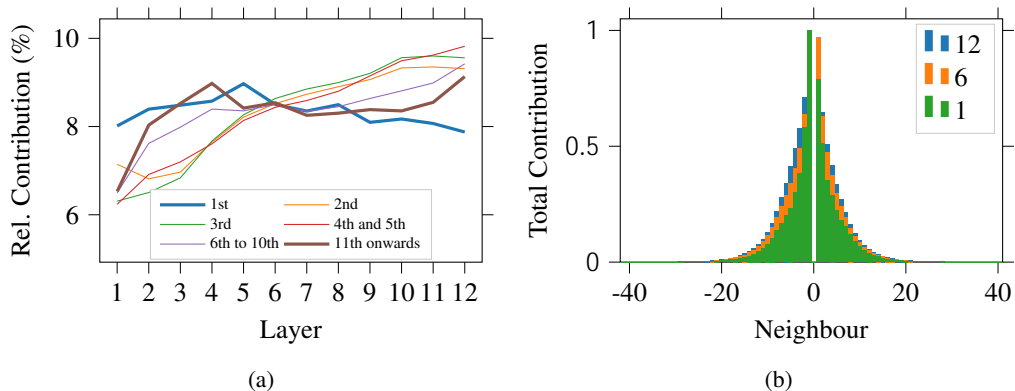 Rel. Contribution (%)
10
8
6
1st
2nd
3rd
4th and 5th
6th to 10th
11th onwards
1 2 3 4 5 6 7 8 9 10 11 12
Layer
(a)
Total Contribution
1
0.5
0
12
6
1
-40 -20 0 20 40
Neighbour
(b)